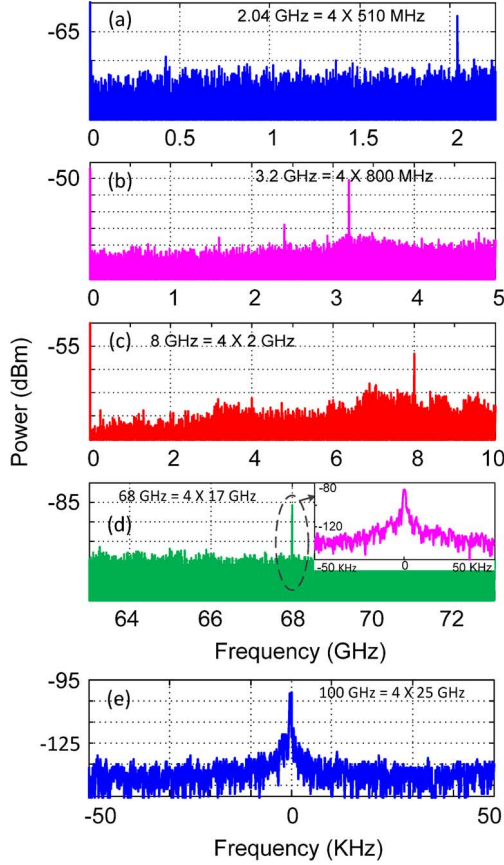 (a)
2.04 GHz = 4 X 510 MHz
-65
0 0.5 1 1.5 2
(b)
-50
3.2 GHz = 4 X 800 MHz
0 1 2 3 4 5
(c)
-55
8 GHz = 4 X 2 GHz
0 2 4 6 8 10
Power (dBm)
-85
68 GHz = 4 X 17 GHz
(d)
-80
-120
-50 KHz 0 50 KHz
64 66 68 70 72
Frequency (GHz)
-95
(e)
100 GHz = 4 X 25 GHz
-125
-50 0 50
Frequency (KHz)